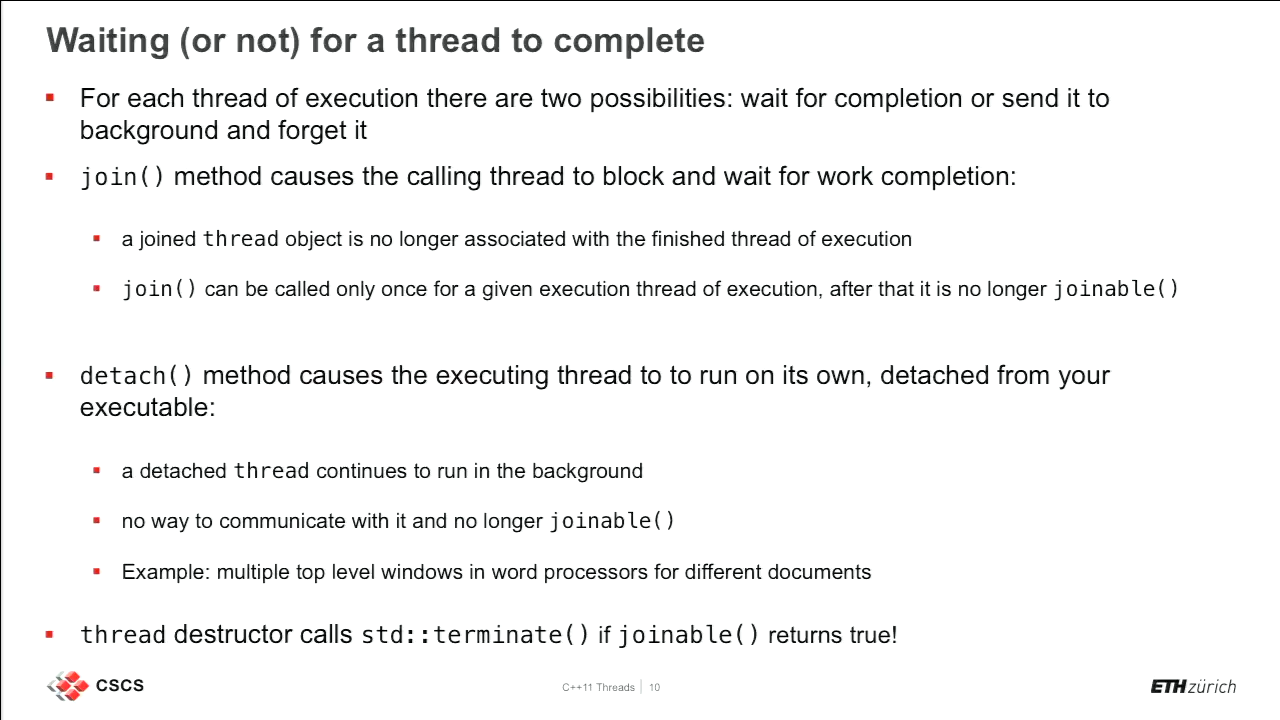 Waiting (or not) for a thread to complete
▪ For each thread of execution there are two possibilities: wait for completion or send it to
background and forget it
▪ join() method causes the calling thread to block and wait for work completion:
▪ a joined thread object is no longer associated with the finished thread of execution
▪ join() can be called only once for a given execution thread of execution, after that it is no longer joinable()
▪ detach() method causes the executing thread to to run on its own, detached from your
executable:
▪ a detached thread continues to run in the background
▪ no way to communicate with it and no longer joinable()
▪ Example: multiple top level windows in word processors for different documents
▪ thread destructor calls std::terminate() if joinable() returns true!
CSCS
C++11 Threads | 10
ETH zürich